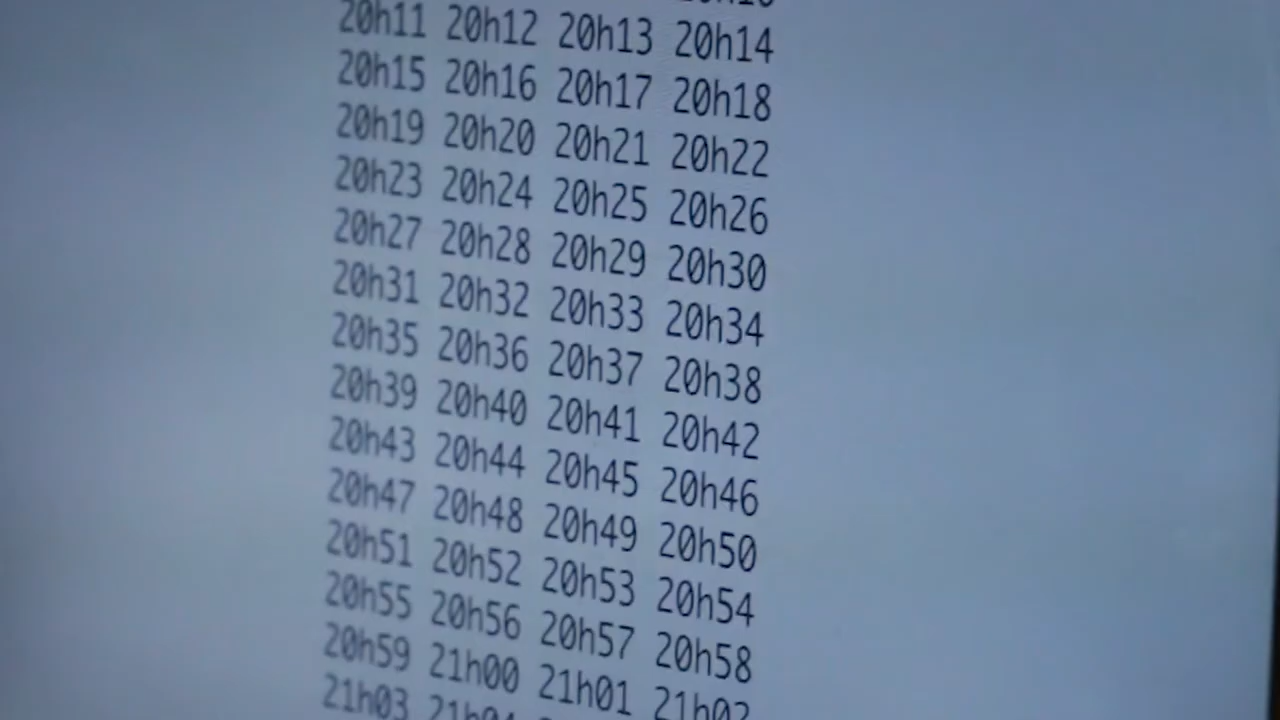 20h11 20h12 20h13 20h14
20h15 20h16 20h17 20h18
20h19 20h20 20h21 20h22
20h23 20h24 20h25 20h26
20h27 20h28 20h29 20h30
20h31 20h32 20h33 20h34
20h35 20h36 20h37 20h38
20h39 20h40 20h41 20h42
20h43 20h44 20h45 20h46
20h47 20h48 20h49 20h50
20h51 20h52 20h53 20h54
20h55 20h56 20h57 20h58
20h59 21h00 21h01 21h02
21h03